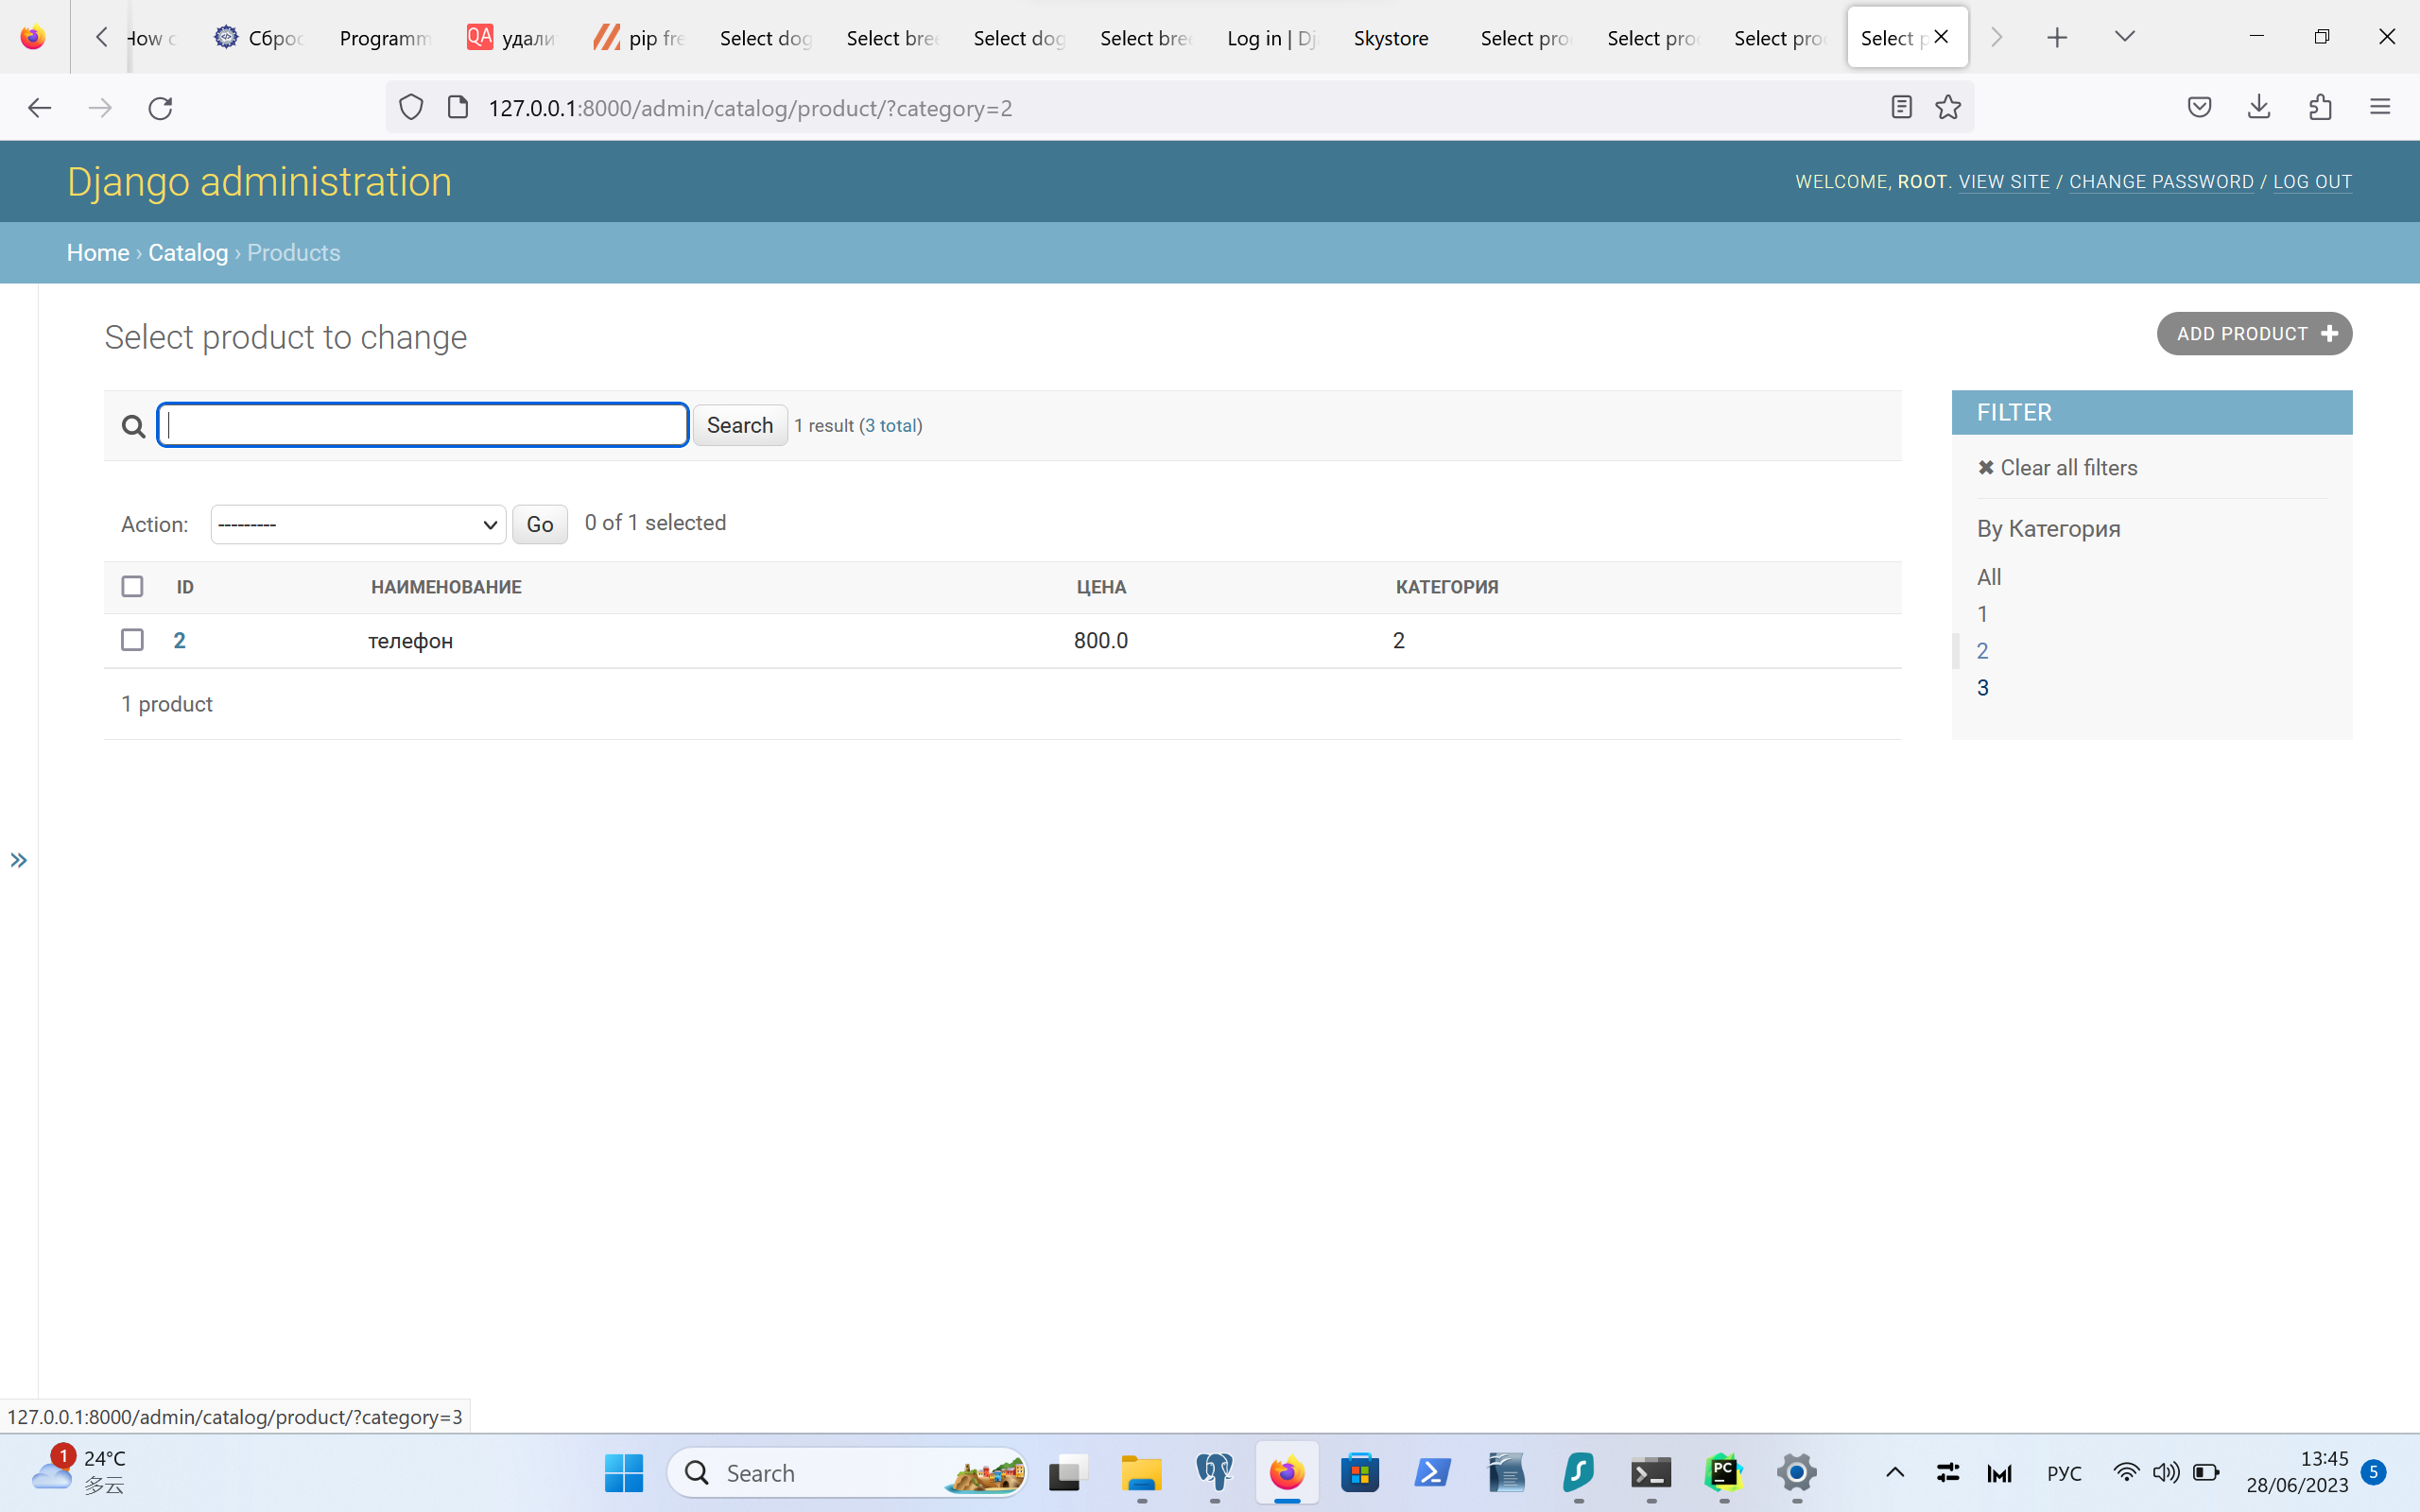 How c
Сброс
Programm
QA удали
pip fre
Select dog
Select bre
Select dog
Select bre
Log in | Dj
Skystore
Select pro
Select pro
Select pro
Select p
127.0.0.1:8000/admin/catalog/product/?category=2
Django administration
WELCOME, ROOT. VIEW SITE / CHANGE PASSWORD / LOG OUT
Home › Catalog › Products
Select product to change
ADD PRODUCT
Search 1 result (3 total)
Action: --------- Go 0 of 1 selected
ID НАИМЕНОВАНИЕ ЦЕНА КАТЕГОРИЯ
2 телефон 800.0 2
1 product
FILTER
Clear all filters
By Категория
All
1
2
3
127.0.0.1:8000/admin/catalog/product/?category=3
1
24°C
多云
Search
PC
РУС
13:45
28/06/2023
5